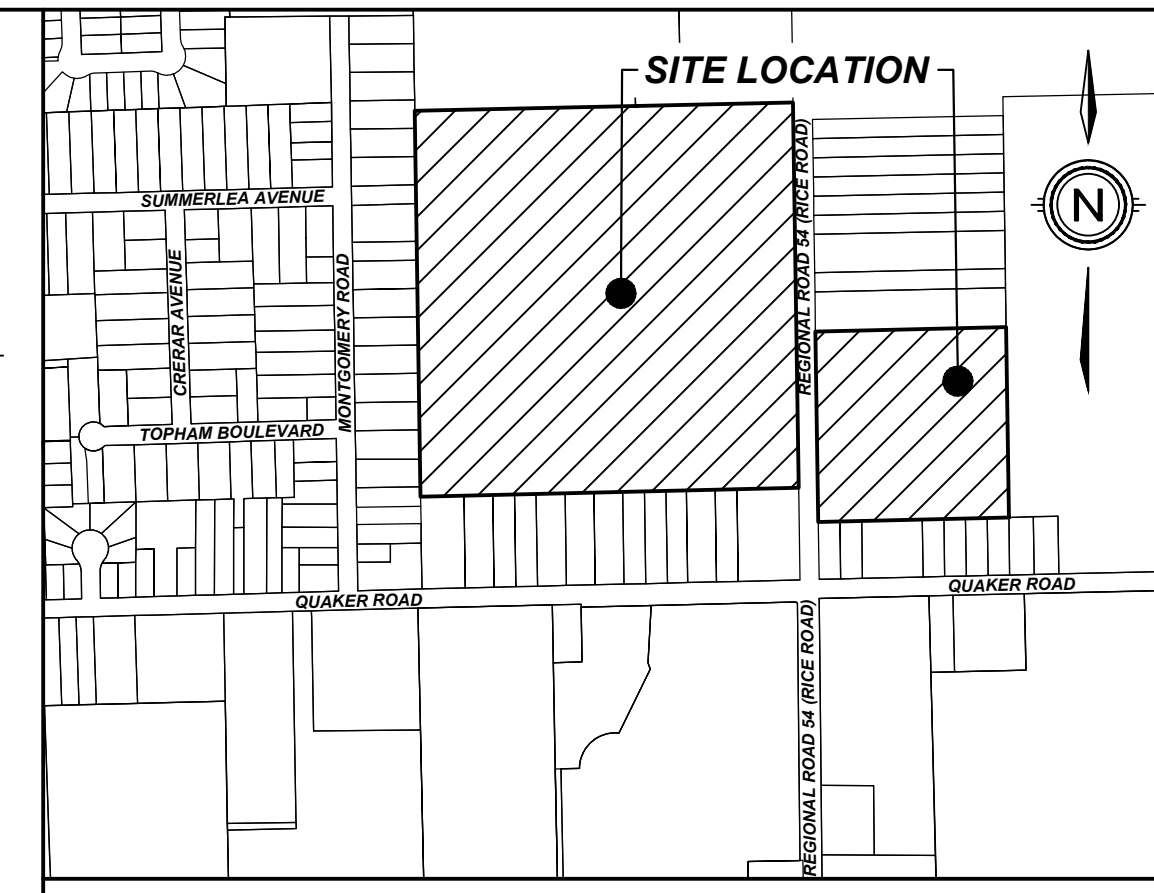 SITE LOCATION
REGIONAL ROAD 54 (RICE ROAD)
N
SUMMERLEA AVENUE
CRERAR AVENUE
MONTGOMERY ROAD
TOPHAM BOULEVARD
QUAKER ROAD
QUAKER ROAD
REGIONAL ROAD 54 (RICE ROAD)